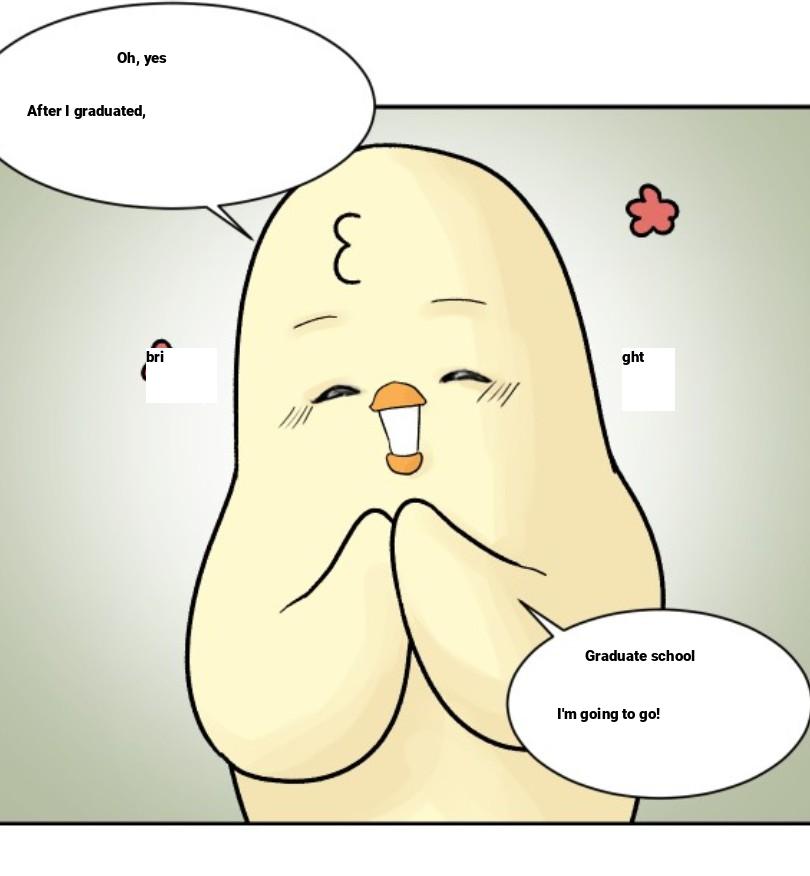 Oh, yes
After I graduated,
bri
ght
Graduate school
I'm going to go!